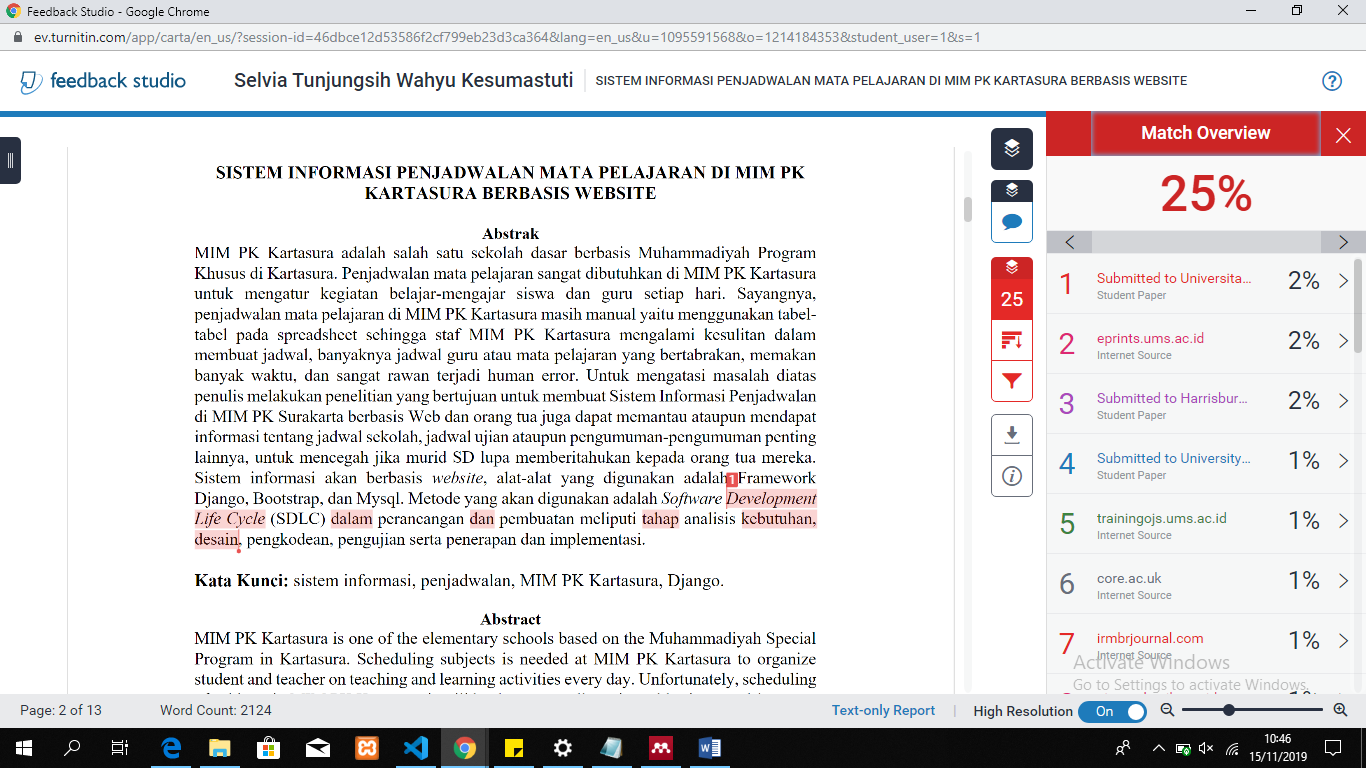 Feedback Studio - Google Chrome
ev.turnitin.com/app/carta/en_us/?session-id=46dbce12d53586f2cf799eb23d3ca364&lang=en_us&u=1095591568&o=1214184353&student_user=1&s=1
feedback studio
Selvia Tunjungsih Wahyu Kesumastuti
SISTEM INFORMASI PENJADWALAN MATA PELAJARAN DI MIM PK KARTASURA BERBASIS WEBSITE
?
SISTEM INFORMASI PENJADWALAN MATA PELAJARAN DI MIM PK
KARTASURA BERBASIS WEBSITE
Abstrak
MIM PK Kartasura adalah salah satu sekolah dasar berbasis Muhammadiyah Program
Khusus di Kartasura. Penjadwalan mata pelajaran sangat dibutuhkan di MIM PK Kartasura
untuk mengatur kegiatan belajar-mengajar siswa dan guru setiap hari. Sayangnya,
penjadwalan mata pelajaran di MIM PK Kartasura masih manual yaitu menggunakan tabel-
tabel pada spreadsheet sehingga staf MIM PK Kartasura mengalami kesulitan dalam
membuat jadwal, banyaknya jadwal guru atau mata pelajaran yang bertabrakan, memakan
banyak waktu, dan sangat rawan terjadi human error. Untuk mengatasi masalah diatas
penulis melakukan penelitian yang bertujuan untuk membuat Sistem Informasi Penjadwalan
di MIM PK Surakarta berbasis Web dan orang tua juga dapat memantau ataupun mendapat
informasi tentang jadwal sekolah, jadwal ujian ataupun pengumuman-pengumuman penting
lainnya, untuk mencegah jika murid SD lupa memberitahukan kepada orang tua mereka.
Sistem informasi akan berbasis website, alat-alat yang digunakan adalah 1 Framework
Django, Bootstrap, dan Mysql. Metode yang akan digunakan adalah Software Development
Life Cycle (SDLC) dalam perancangan dan pembuatan meliputi tahap analisis kebutuhan,
desain, pengkodean, pengujian serta penerapan dan implementasi.
Kata Kunci: sistem informasi, penjadwalan, MIM PK Kartasura, Django.
Abstract
MIM PK Kartasura is one of the elementary schools based on the Muhammadiyah Special
Program in Kartasura. Scheduling subjects is needed at MIM PK Kartasura to organize
student and teacher on teaching and learning activities every day. Unfortunately, scheduling
25
Match Overview
25%
1 Submitted to Universita... 2%
Student Paper
2 eprints.ums.ac.id 2%
Internet Source
3 Submitted to Harrisbur... 2%
Student Paper
4 Submitted to University... 1%
Student Paper
5 trainingojs.ums.ac.id 1%
Internet Source
6 core.ac.uk 1%
Internet Source
7 irmbrjournal.com 1%
Internet Source
Activate Windows
Go to Settings to activate Windows.
Page: 2 of 13
Word Count: 2124
Text-only Report
High Resolution
On
10:46
15/11/2019